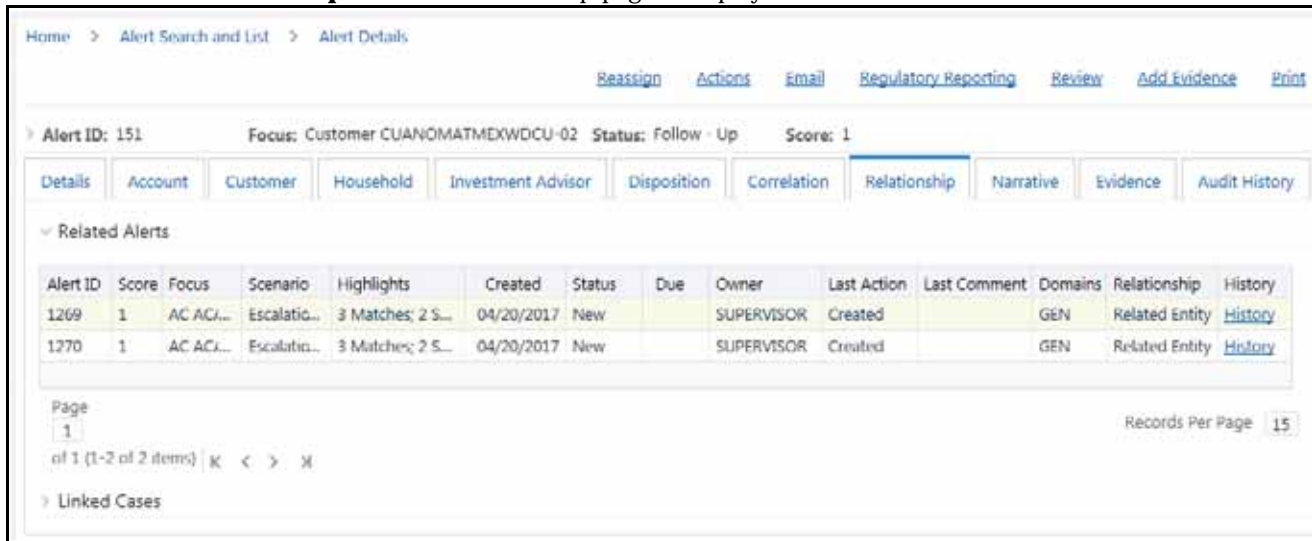 Home > Alert Search and List > Alert Details
Reassign Actions Email Regulatory Reporting Review Add Evidence Print
Alert ID: 151 Focus: Customer CUANOMATMEXWDCU-02 Status: Follow - Up Score: 1
Details Account Customer Household Investment Advisor Disposition Correlation Relationship Narrative Evidence Audit History
Related Alerts
Alert ID Score Focus Scenario Highlights Created Status Due Owner Last Action Last Comment Domains Relationship History
1269 1 AC AC... Escalatio... 3 Matches; 2 S... 04/20/2017 New SUPERVISOR Created GEN Related Entity History
1270 1 AC AC... Escalatio... 3 Matches; 2 S... 04/20/2017 New SUPERVISOR Created GEN Related Entity History
Page
1
Records Per Page 15
of 1 (1-2 of 2 items)
Linked Cases